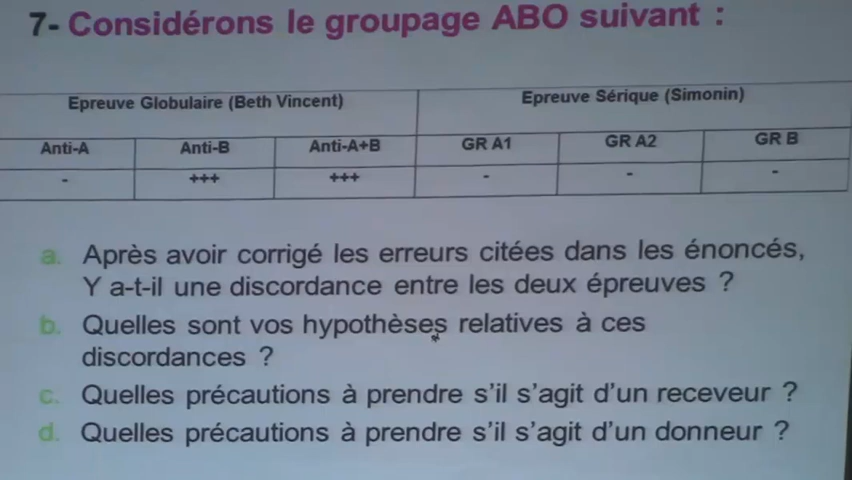 7- Considérons le groupage ABO suivant :
Epreuve Globulaire (Beth Vincent) Epreuve Sérique (Simonin)
Anti-A Anti-B Anti-A+B GR A1 GR A2 GR B
- +++ +++ - - -
a. Après avoir corrigé les erreurs citées dans les énoncés,
Y a-t-il une discordance entre les deux épreuves ?
b. Quelles sont vos hypothèses relatives à ces
discordances ?
c. Quelles précautions à prendre s'il s'agit d'un receveur ?
d. Quelles précautions à prendre s'il s'agit d'un donneur ?